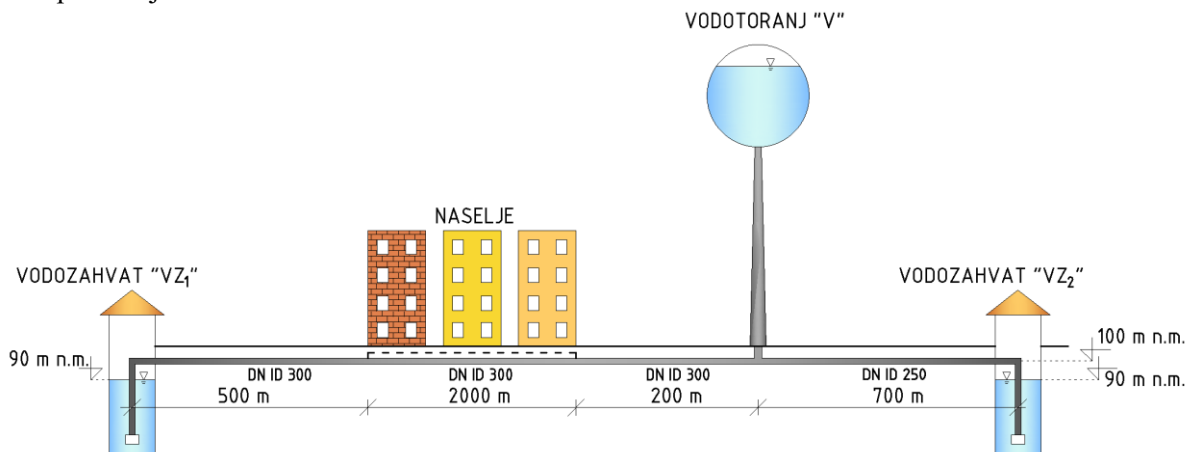 VODOTORANJ "V"
NASELJE
VODOZAHVAT "VZ₁"
VODOZAHVAT "VZ₂"
100 m n.m.
90 m n.m.
90 m n.m.
DN ID 300
DN ID 300
DN ID 300
DN ID 250
500 m
2000 m
200 m
700 m